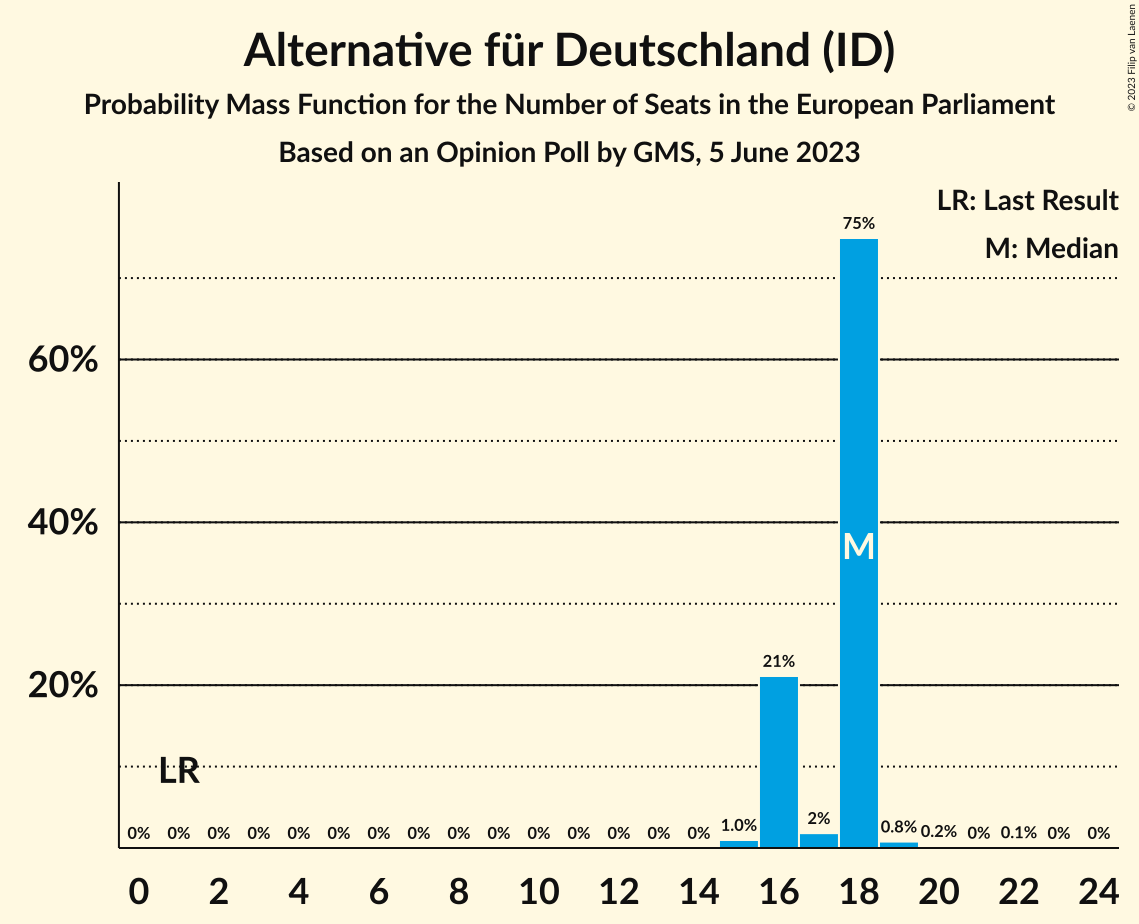 Alternative für Deutschland (ID)
Probability Mass Function for the Number of Seats in the European Parliament
Based on an Opinion Poll by GMS, 5 June 2023
© 2023 Filip van Laenen
LR: Last Result
M: Median
75%
60%
40%
M
21%
20%
LR
0% 0% 0% 0% 0% 0% 0% 0% 0% 0% 0% 0% 0% 0% 0% 1.0% 2% 0.8% 0.2% 0% 0.1% 0% 0%
0 2 4 6 8 10 12 14 16 18 20 22 24